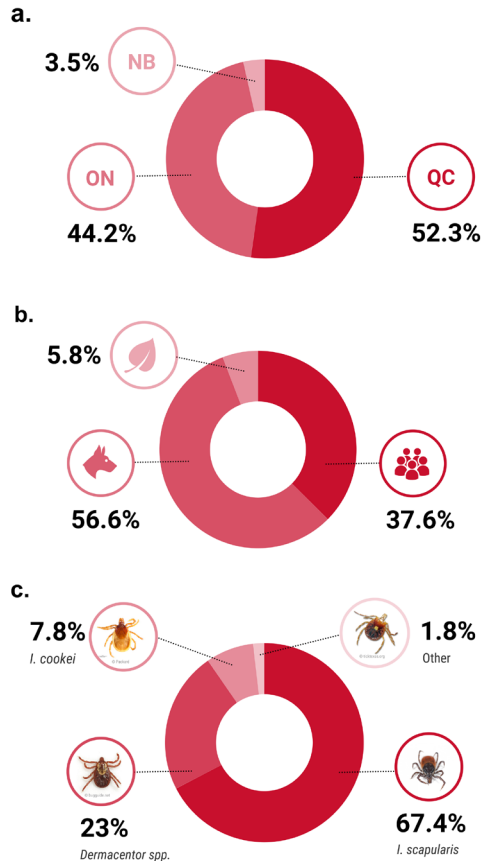 a.
NB
3.5%
ON
QC
44.2%
52.3%
b.
5.8%
56.6%
37.6%
c.
7.8%
I. cookei
1.8%
Other
23%
Dermacentor spp.
67.4%
I. scapularis